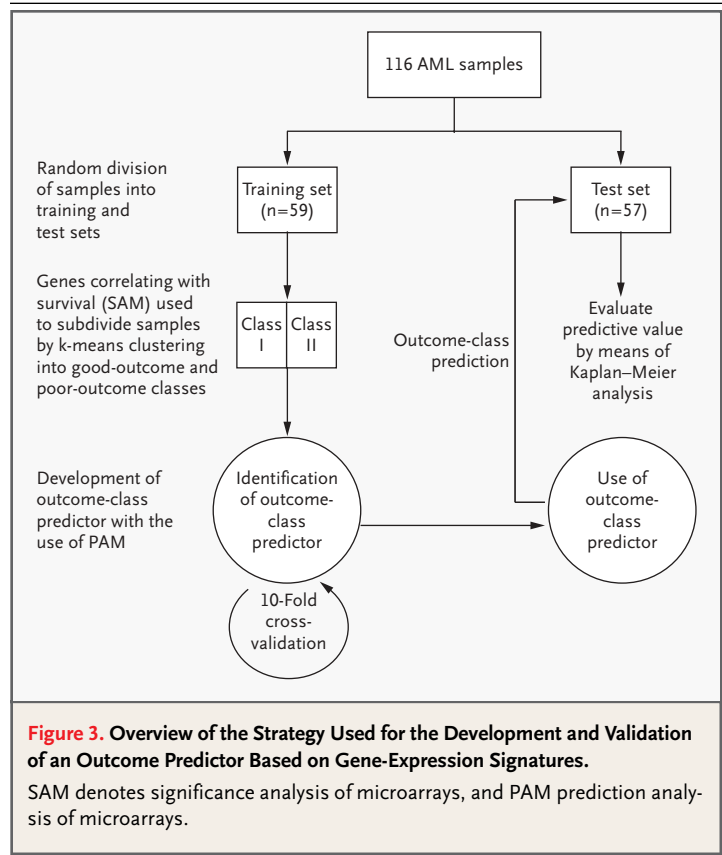 116 AML samples
Random division
of samples into
training and
test sets
Training set
(n=59)
Test set
(n=57)
Genes correlating with
survival (SAM) used
to subdivide samples
by k-means clustering
into good-outcome and
poor-outcome classes
Class
I
Class
II
Outcome-class
prediction
Evaluate
predictive value
by means of
Kaplan–Meier
analysis
Development of
outcome-class
predictor with the
use of PAM
Identification
of outcome-
class
predictor
Use of
outcome-
class
predictor
10-Fold
cross-
validation
Figure 3. Overview of the Strategy Used for the Development and Validation
of an Outcome Predictor Based on Gene-Expression Signatures.
SAM denotes significance analysis of microarrays, and PAM prediction analy-
sis of microarrays.